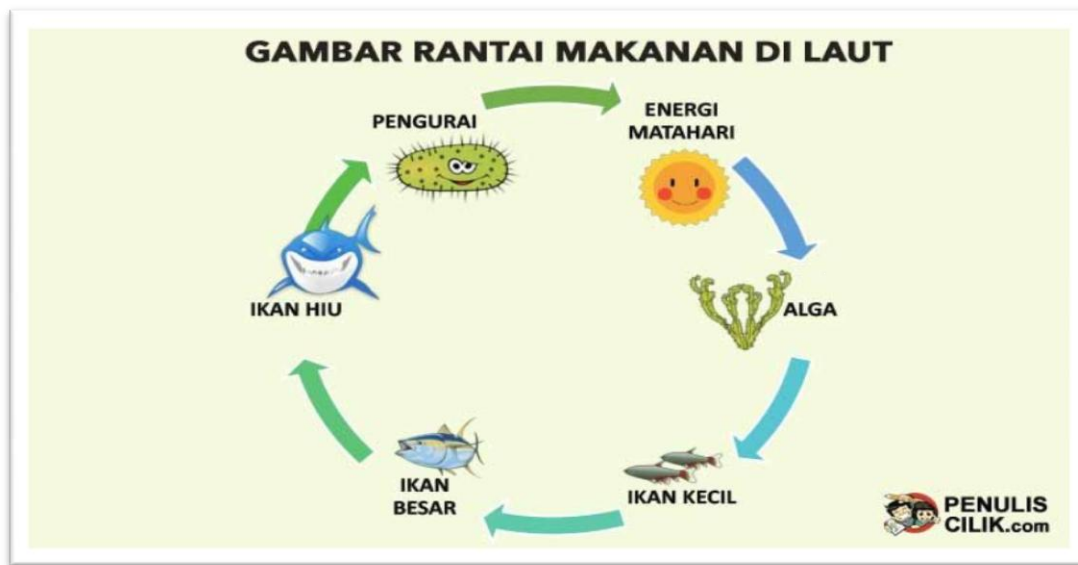 GAMBAR RANTAI MAKANAN DI LAUT
PENGURAI
ENERGI
MATAHARI
ALGA
IKAN KECIL
IKAN
BESAR
IKAN HIU
PENULIS
CILIK.com